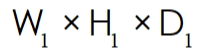 W₁ × H₁ × D₁